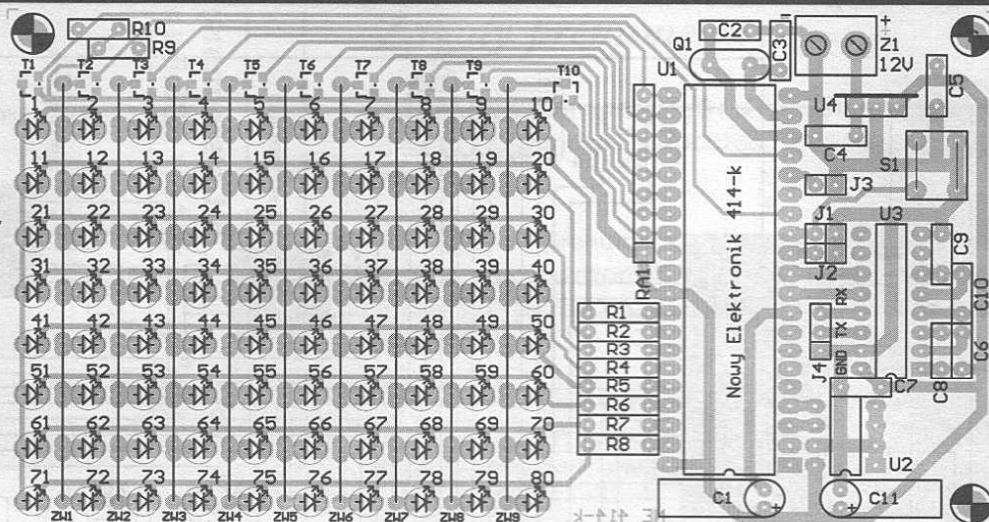 R10
R9
T1 T2 T3 T4 T5 T6 T7 T8 T9 T10
1 2 3 4 5 6 7 8 9 10
11 12 13 14 15 16 17 18 19 20
21 22 23 24 25 26 27 28 29 30
31 32 33 34 35 36 37 38 39 40
41 42 43 44 45 46 47 48 49 50
51 52 53 54 55 56 57 58 59 60
61 62 63 64 65 66 67 68 69 70
71 72 73 74 75 76 77 78 79 80
ZW1 ZW2 ZW3 ZW4 ZW5 ZW6 ZW7 ZW8 ZW9
RA1
R1
R2
R3
R4
R5
R6
R7
R8
U1
Q1
C2
C3
- +
Z1
12V
U4
C5
C4
S1
J3
J1
J2
U3
C9
C10
Nowy Elektronik 414-k
RX
TX
GND
J4
C6
C8
C7
U2
C1
+
C11
+
NE 414-k